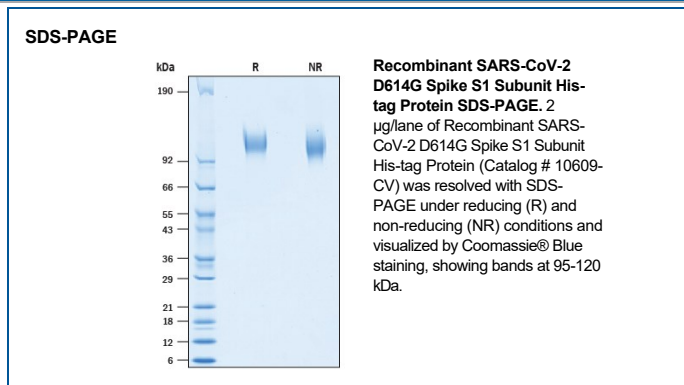 SDS-PAGE
kDa
R
NR
190
92
66
55
43
36
29
21
18
12
6
Recombinant SARS-CoV-2
D614G Spike S1 Subunit His-
tag Protein SDS-PAGE. 2
µg/lane of Recombinant SARS-
CoV-2 D614G Spike S1 Subunit
His-tag Protein (Catalog # 10609-
CV) was resolved with SDS-
PAGE under reducing (R) and
non-reducing (NR) conditions and
visualized by Coomassie® Blue
staining, showing bands at 95-120
kDa.